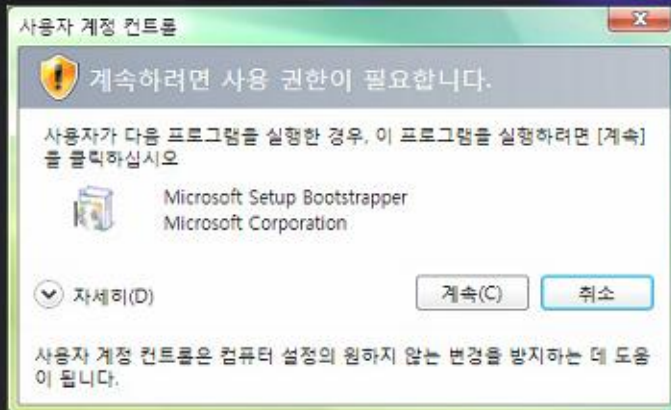 사용자 계정 컨트롤
계속하려면 사용 권한이 필요합니다.
사용자가 다음 프로그램을 실행한 경우, 이 프로그램을 실행하려면 [계속]
을 클릭하십시오
Microsoft Setup Bootstrapper
Microsoft Corporation
자세히(D)
계속(C)
취소
사용자 계정 컨트롤은 컴퓨터 설정의 원하지 않는 변경을 방지하는 데 도움
이 됩니다.